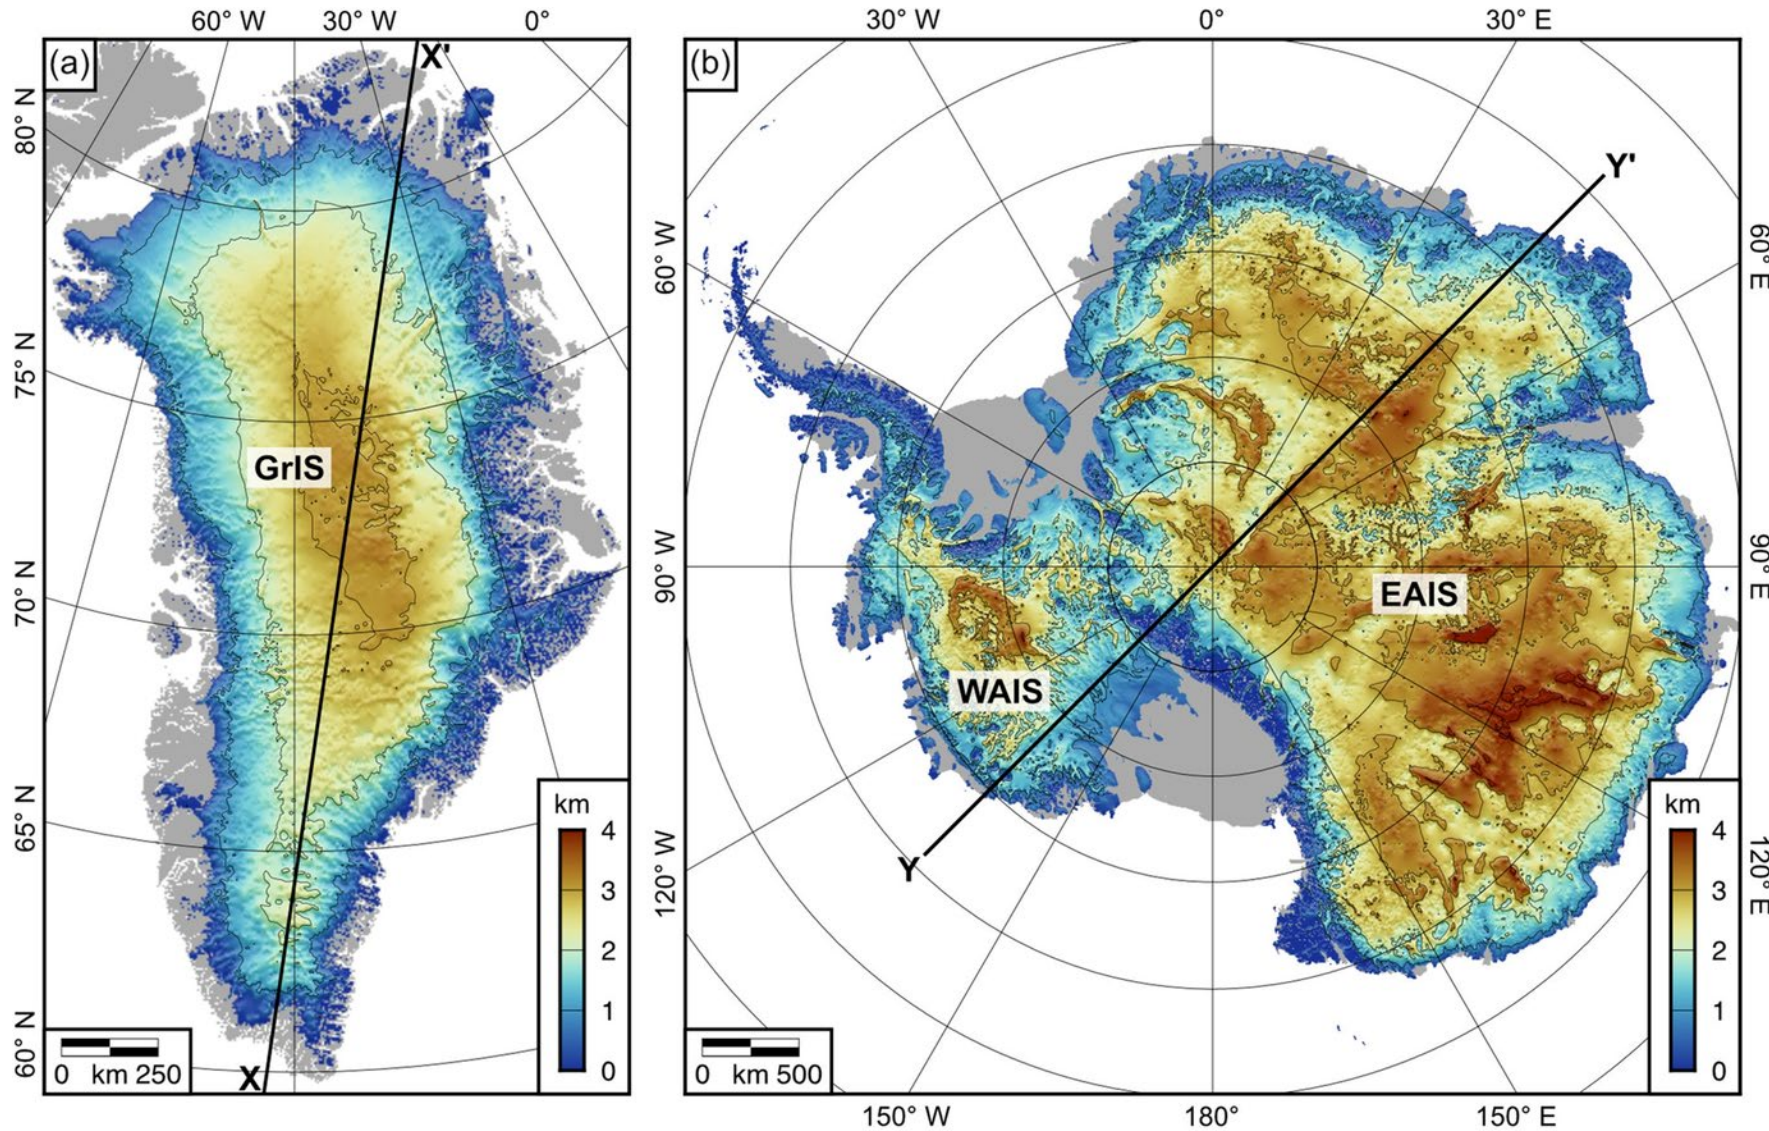 60° W 30° W 0°
(a)
X'
80° N
75° N
70° N
65° N
60° N
GrIS
X
0 km 250
km
4
3
2
1
0
30° W 0° 30° E
(b)
Y'
60° W
90° W
120° W
60° E
90° E
120° E
EAIS
WAIS
Y
0 km 500
km
4
3
2
1
0
150° W 180° 150° E